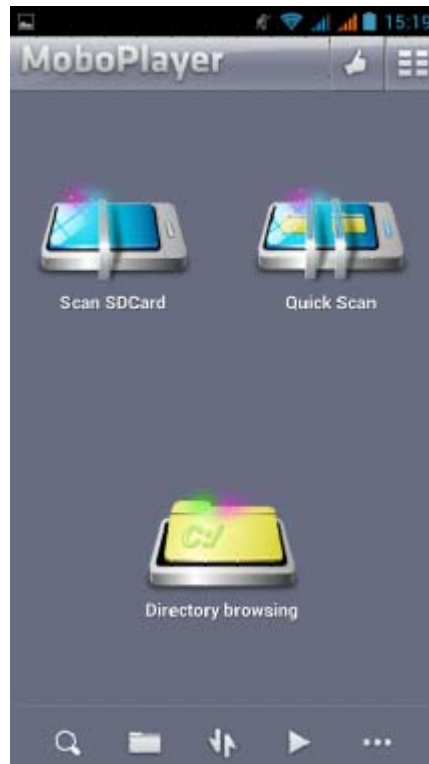 15:19
MoboPlayer
Scan SDCard
Quick Scan
C:/
Directory browsing